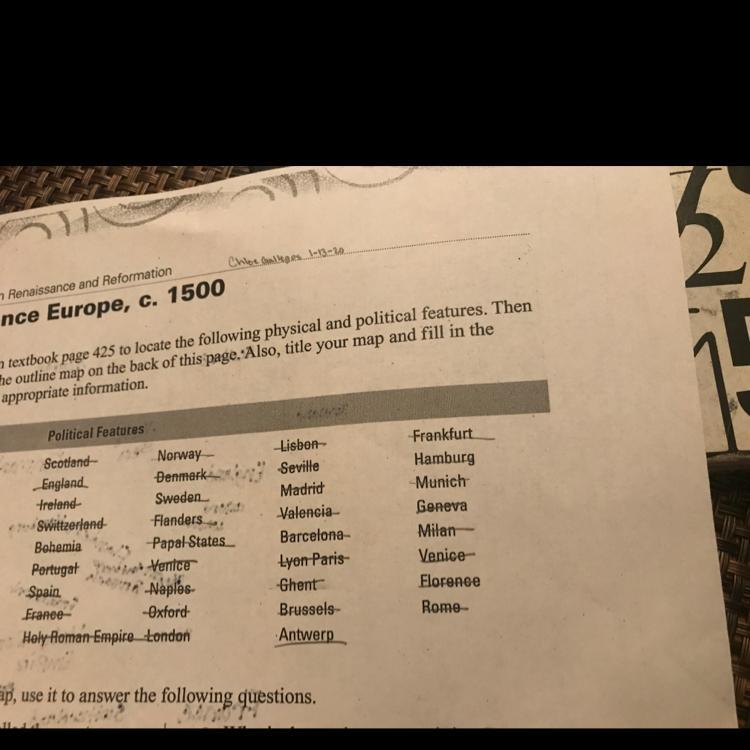 1-13-20
n Renaissance and Reformation
nce Europe, c. 1500
n textbook page 425 to locate the following physical and political features. Then
he outline map on the back of this page. Also, title your map and fill in the
appropriate information.
Political Features
Scotland Norway Lisbon Frankfurt
England Denmark Seville Hamburg
Ireland Sweden Madrid Munich
Switzerland Flanders Valencia Geneva
Bohemia Papal States Barcelona Milan
Portugal Venice Lyon Paris Venice
Spain Naples Ghent Florence
France Oxford Brussels Rome
Holy Roman Empire London Antwerp
ap, use it to answer the following questions.